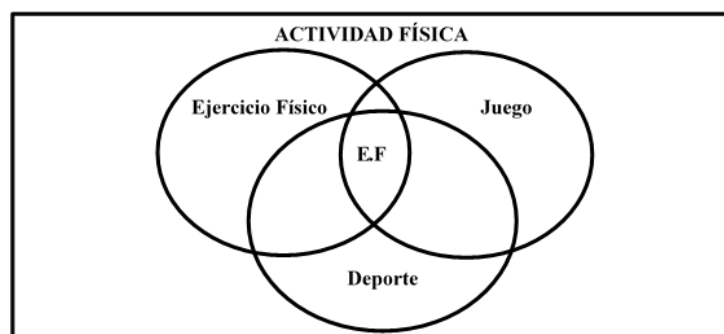 ACTIVIDAD FÍSICA
Ejercicio Físico
Juego
E.F
Deporte